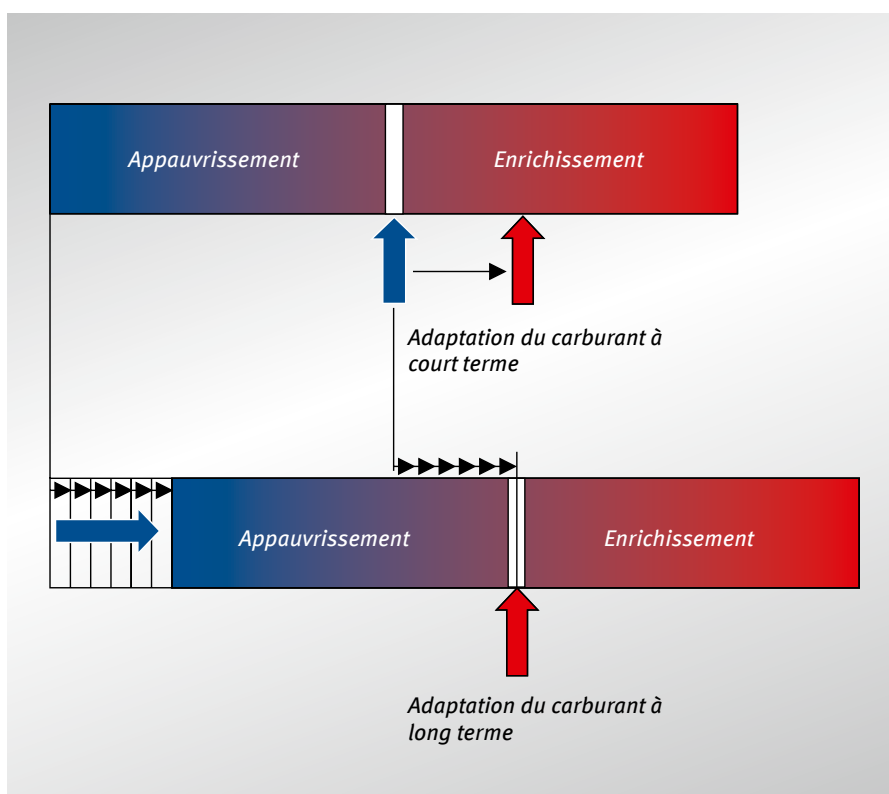 Appauvrissement
Enrichissement
Adaptation du carburant à
court terme
Appauvrissement
Enrichissement
Adaptation du carburant à
long terme